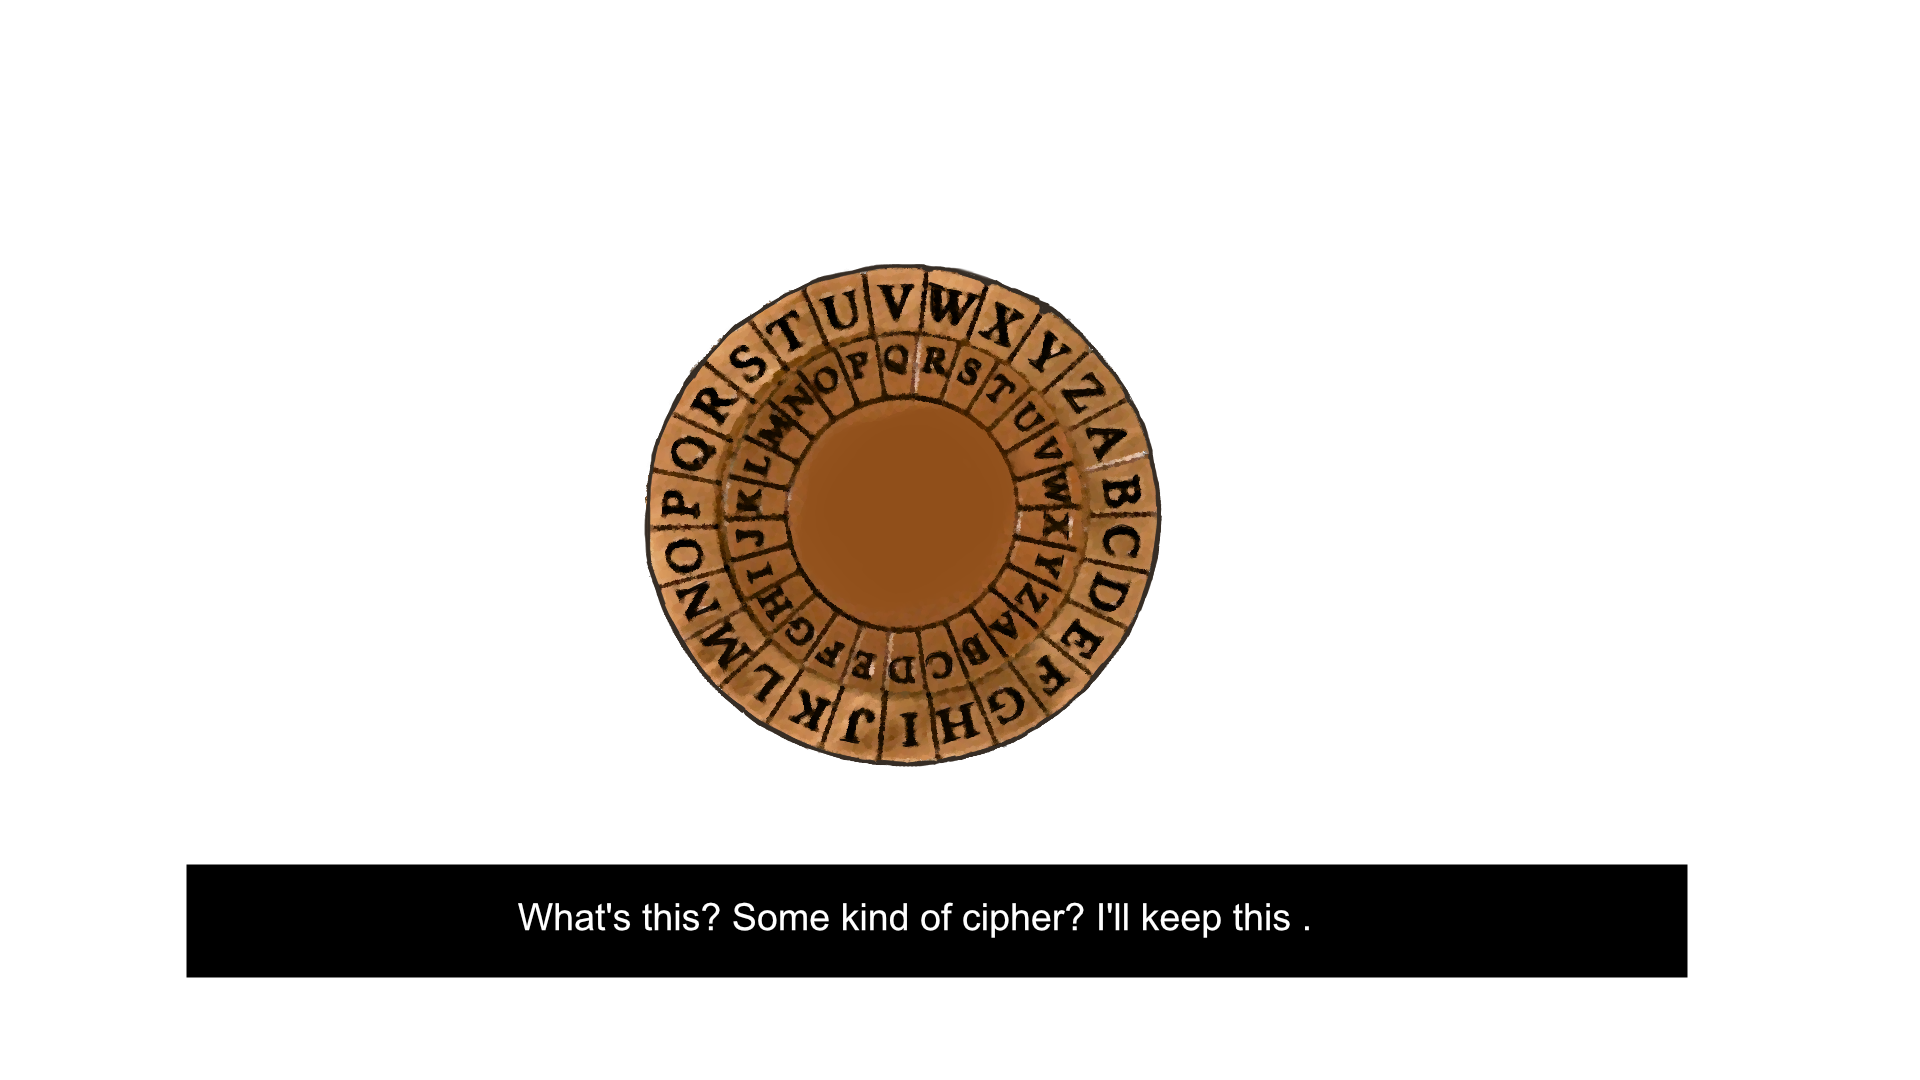 A B C D E F G H I J K L M N O P Q R S T U V W X Y Z
A B C D E F G H I J K L M N O P Q R S T U V W X Y Z
What's this? Some kind of cipher? I'll keep this .